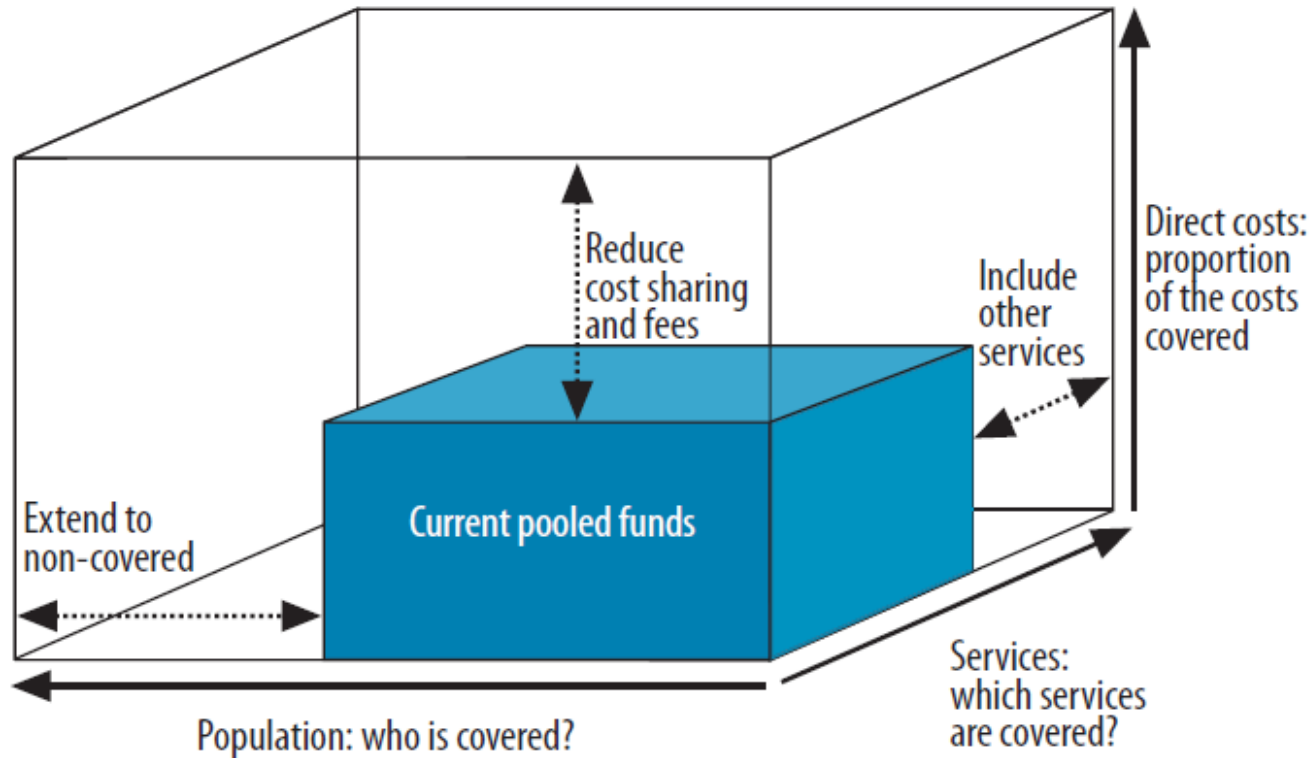 Reduce
cost sharing
and fees
Include
other
services
Direct costs:
proportion
of the costs
covered
Extend to
non-covered
Current pooled funds
Services:
which services
are covered?
Population: who is covered?